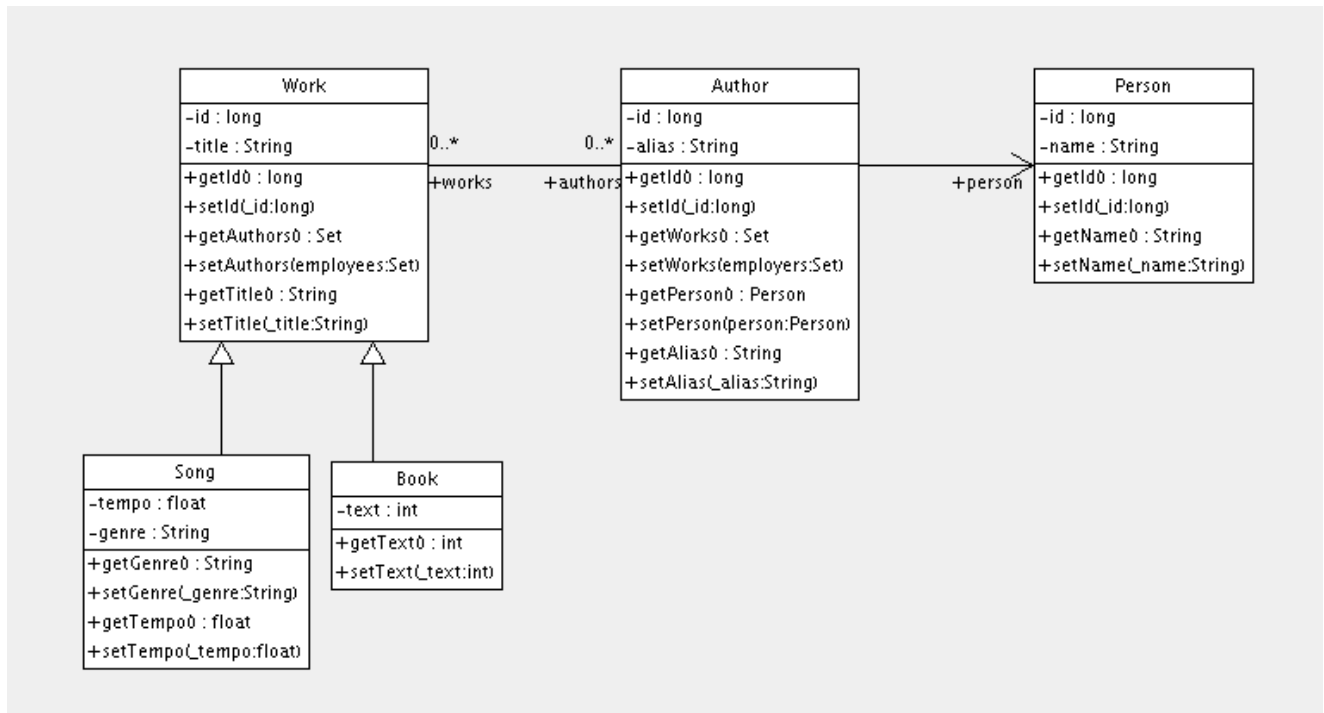 Work
-id : long
-title : String
+getId() : long
+setId(_id:long)
+getAuthors() : Set
+setAuthors(employees:Set)
+getTitle() : String
+setTitle(_title:String)
0..*
+works
0..*
+authors
Author
-id : long
-alias : String
+getId() : long
+setId(_id:long)
+getWorks() : Set
+setWorks(employers:Set)
+getPerson() : Person
+setPerson(person:Person)
+getAlias() : String
+setAlias(_alias:String)
+person
Person
-id : long
-name : String
+getId() : long
+setId(_id:long)
+getName() : String
+setName(_name:String)
Song
-tempo : float
-genre : String
+getGenre() : String
+setGenre(_genre:String)
+getTempo() : float
+setTempo(_tempo:float)
Book
-text : int
+getText() : int
+setText(_text:int)